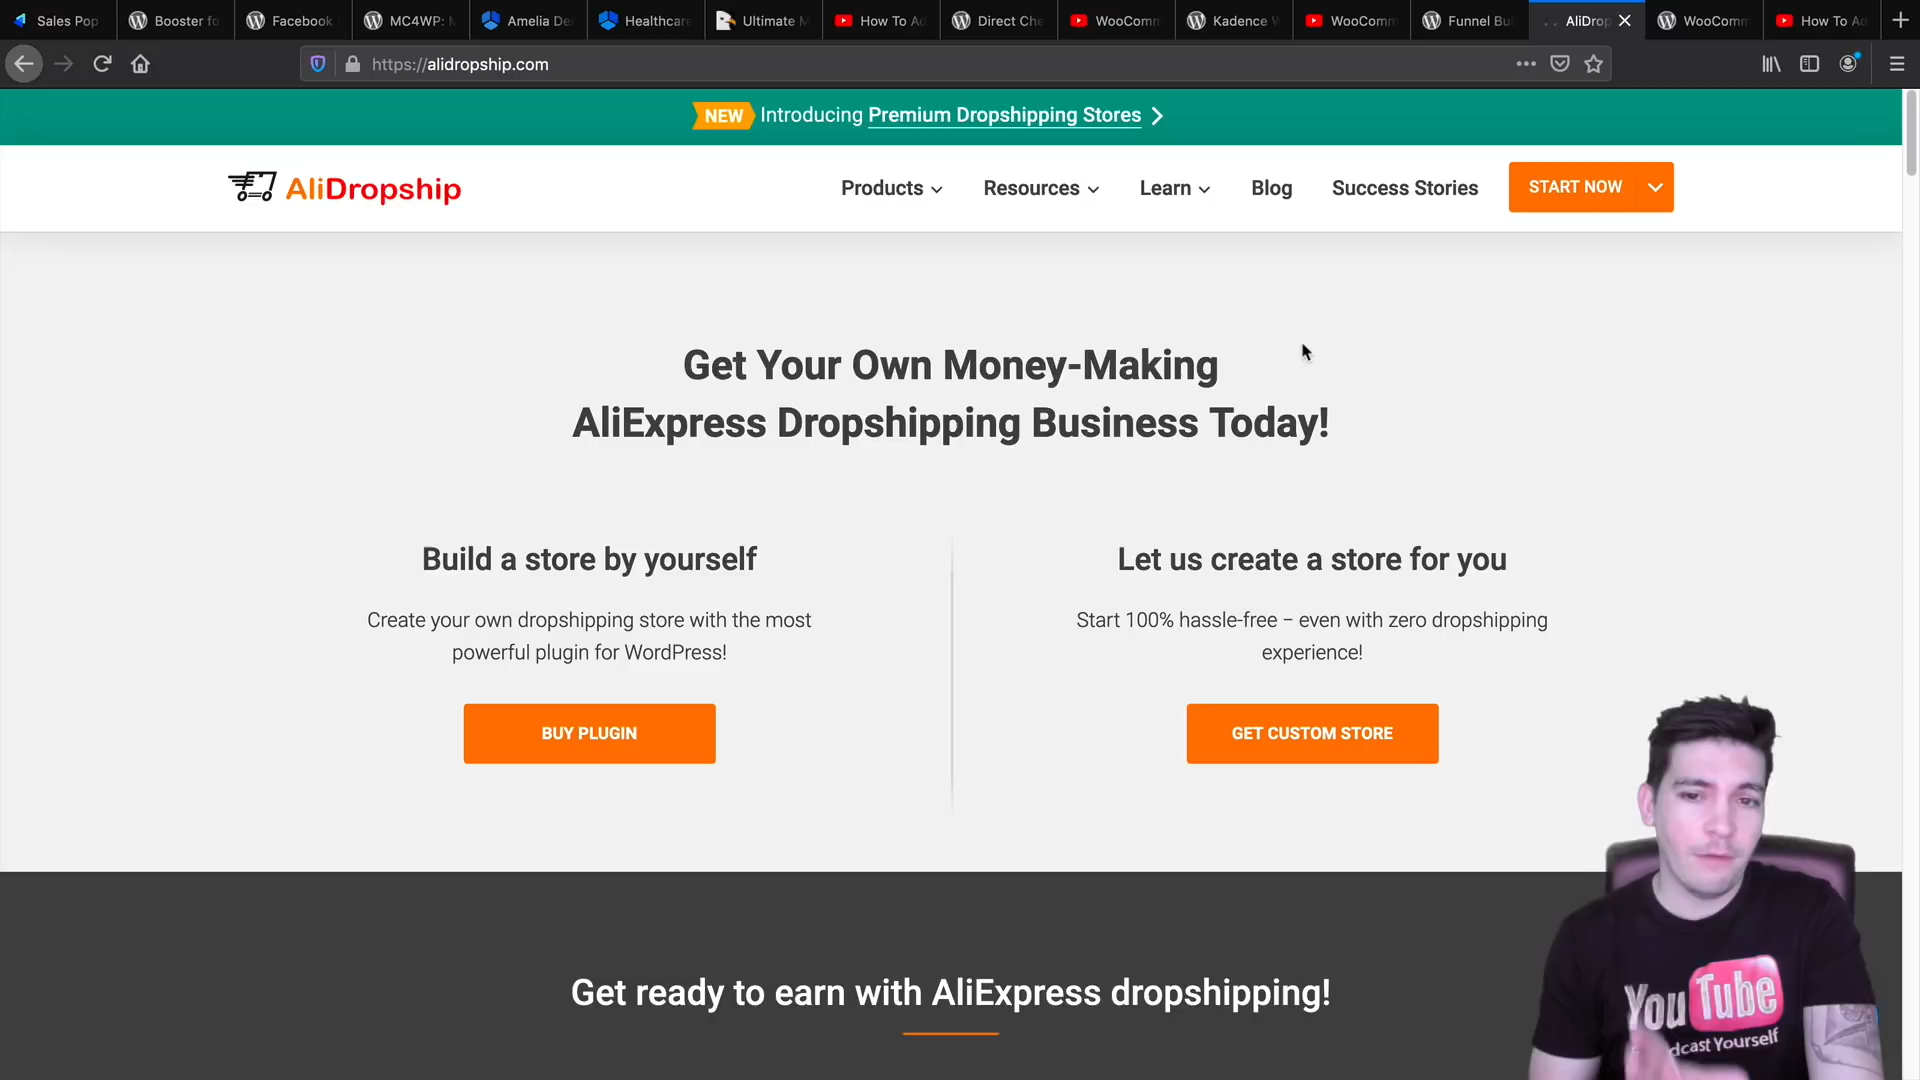 Sales Pop
Booster fo
Facebook
MC4WP: M
Amelia De
Healthcare
Ultimate M
How To Ad
Direct Che
WooComm
Kadence W
WooComm
Funnel Bui
AliDrop
WooComm
How To Ad
https://alidropship.com
NEW Introducing Premium Dropshipping Stores
AliDropship
Products
Resources
Learn
Blog
Success Stories
START NOW
Get Your Own Money-Making
AliExpress Dropshipping Business Today!
Build a store by yourself
Create your own dropshipping store with the most
powerful plugin for WordPress!
BUY PLUGIN
Let us create a store for you
Start 100% hassle-free – even with zero dropshipping
experience!
GET CUSTOM STORE
Get ready to earn with AliExpress dropshipping!
YouTube
dcast Yourself